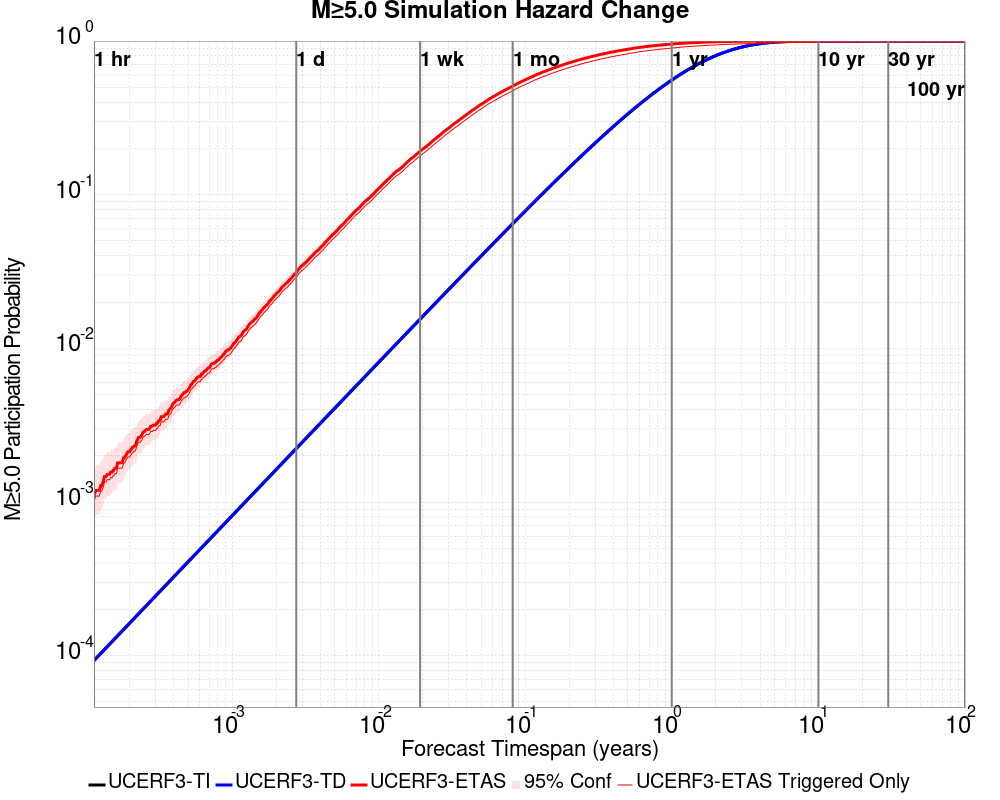 M≥5.0 Simulation Hazard Change
10^0
10^-1
10^-2
10^-3
10^-4
M≥5.0 Participation Probability
1 hr
1 d
1 wk
1 mo
1 yr
10 yr
30 yr
100 yr
10^-3
10^-2
10^-1
10^0
10^1
10^2
Forecast Timespan (years)
UCERF3-TI UCERF3-TD UCERF3-ETAS 95% Conf UCERF3-ETAS Triggered Only